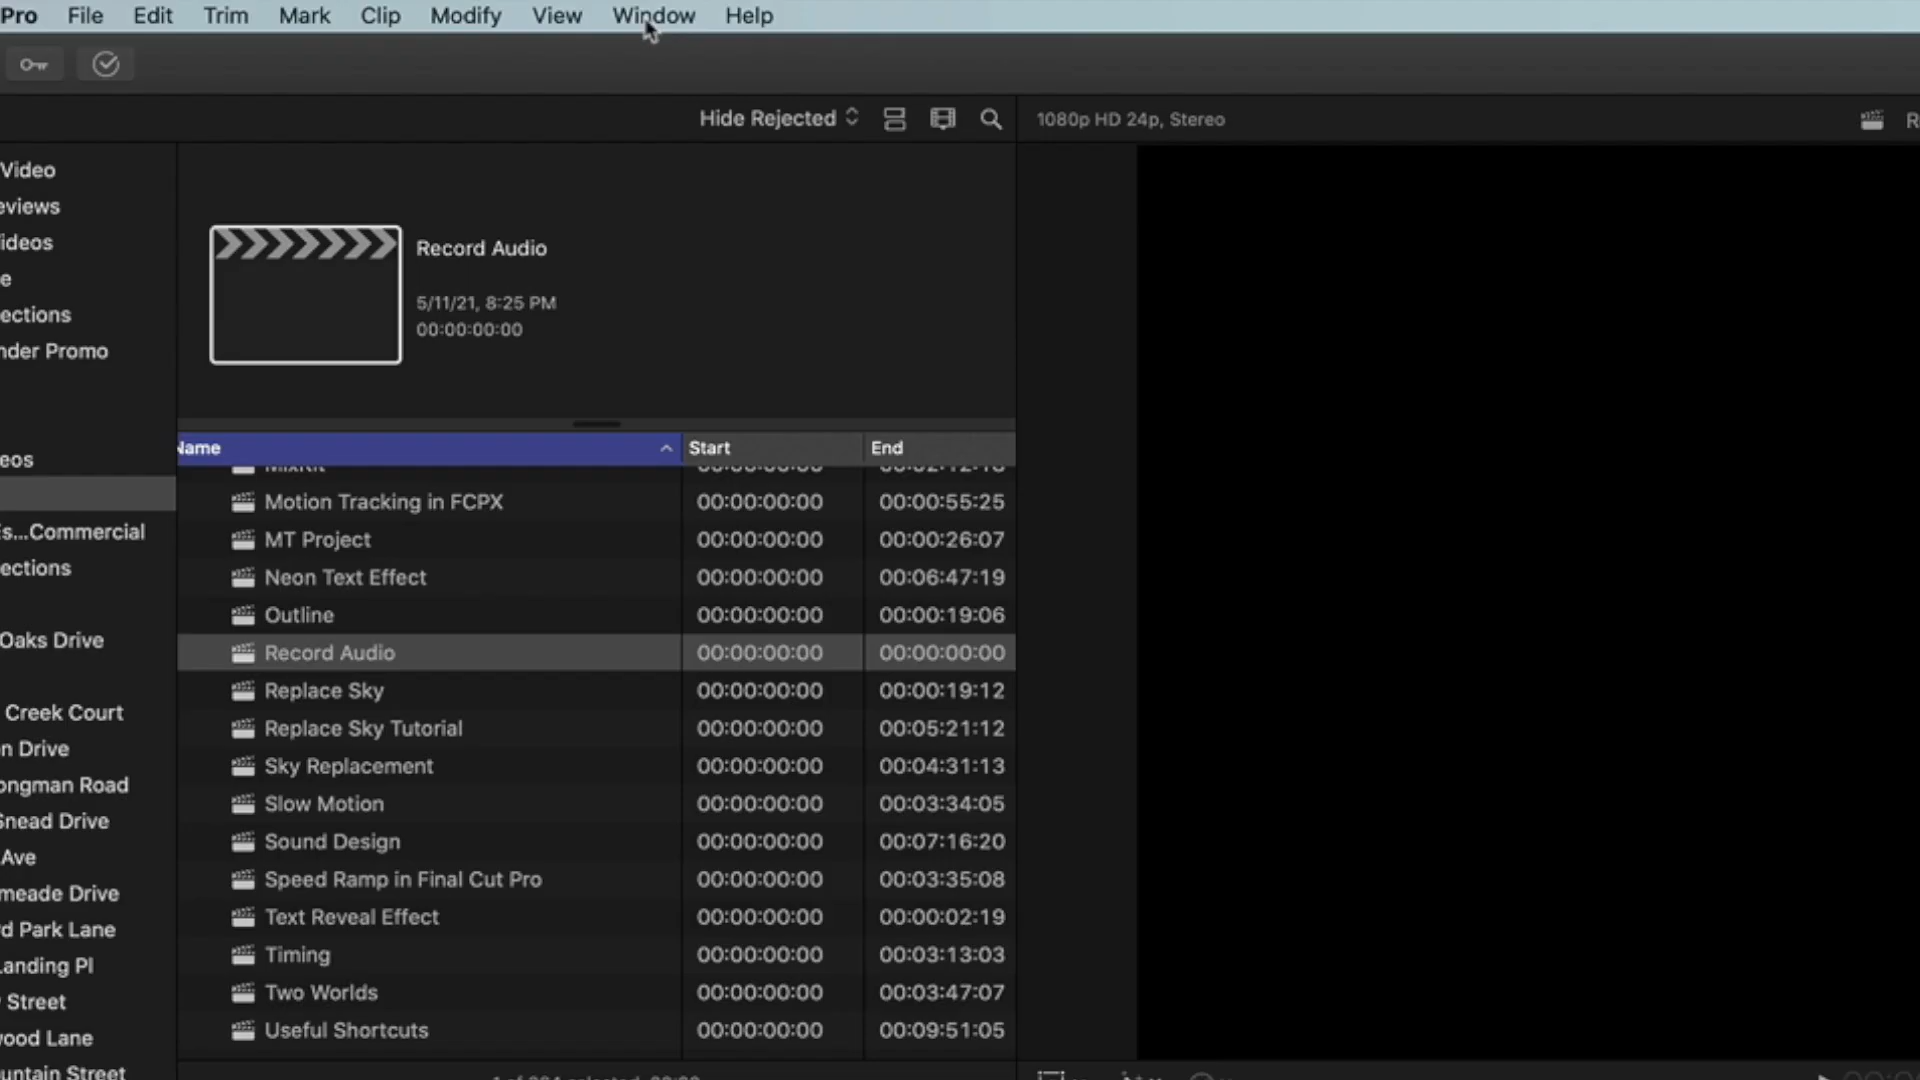 Pro File Edit Trim Mark Clip Modify View Window Help
Hide Rejected
1080p HD 24p, Stereo
Video
eviews
ideos
e
ections
nder Promo
eos
Es...Commercial
ections
Oaks Drive
Creek Court
n Drive
ongman Road
Snead Drive
Ave
meade Drive
rd Park Lane
Landing Pl
Street
ood Lane
untain Street
Record Audio
5/11/21, 8:25 PM
00:00:00:00
Name Start End
Motion Tracking in FCPX 00:00:00:00 00:00:55:25
MT Project 00:00:00:00 00:00:26:07
Neon Text Effect 00:00:00:00 00:06:47:19
Outline 00:00:00:00 00:00:19:06
Record Audio 00:00:00:00 00:00:00:00
Replace Sky 00:00:00:00 00:00:19:12
Replace Sky Tutorial 00:00:00:00 00:05:21:12
Sky Replacement 00:00:00:00 00:04:31:13
Slow Motion 00:00:00:00 00:03:34:05
Sound Design 00:00:00:00 00:07:16:20
Speed Ramp in Final Cut Pro 00:00:00:00 00:03:35:08
Text Reveal Effect 00:00:00:00 00:00:02:19
Timing 00:00:00:00 00:03:13:03
Two Worlds 00:00:00:00 00:03:47:07
Useful Shortcuts 00:00:00:00 00:09:51:05